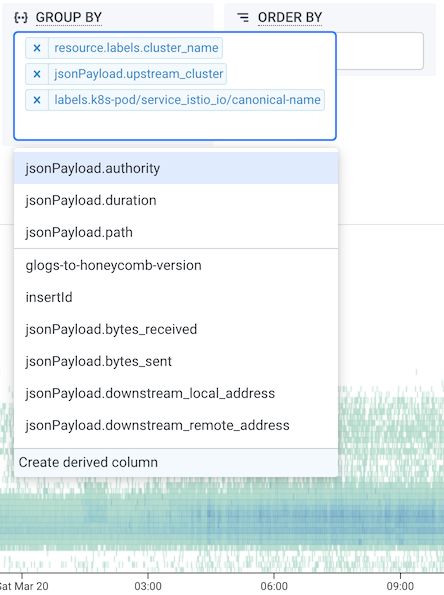 GROUP BY
ORDER BY
× resource.labels.cluster_name
× jsonPayload.upstream_cluster
× labels.k8s-pod/service_istio_io/canonical-name
jsonPayload.authority
jsonPayload.duration
jsonPayload.path
glogs-to-honeycomb-version
insertId
jsonPayload.bytes_received
jsonPayload.bytes_sent
jsonPayload.downstream_local_address
jsonPayload.downstream_remote_address
Create derived column
Sat Mar 20 03:00 06:00 09:00